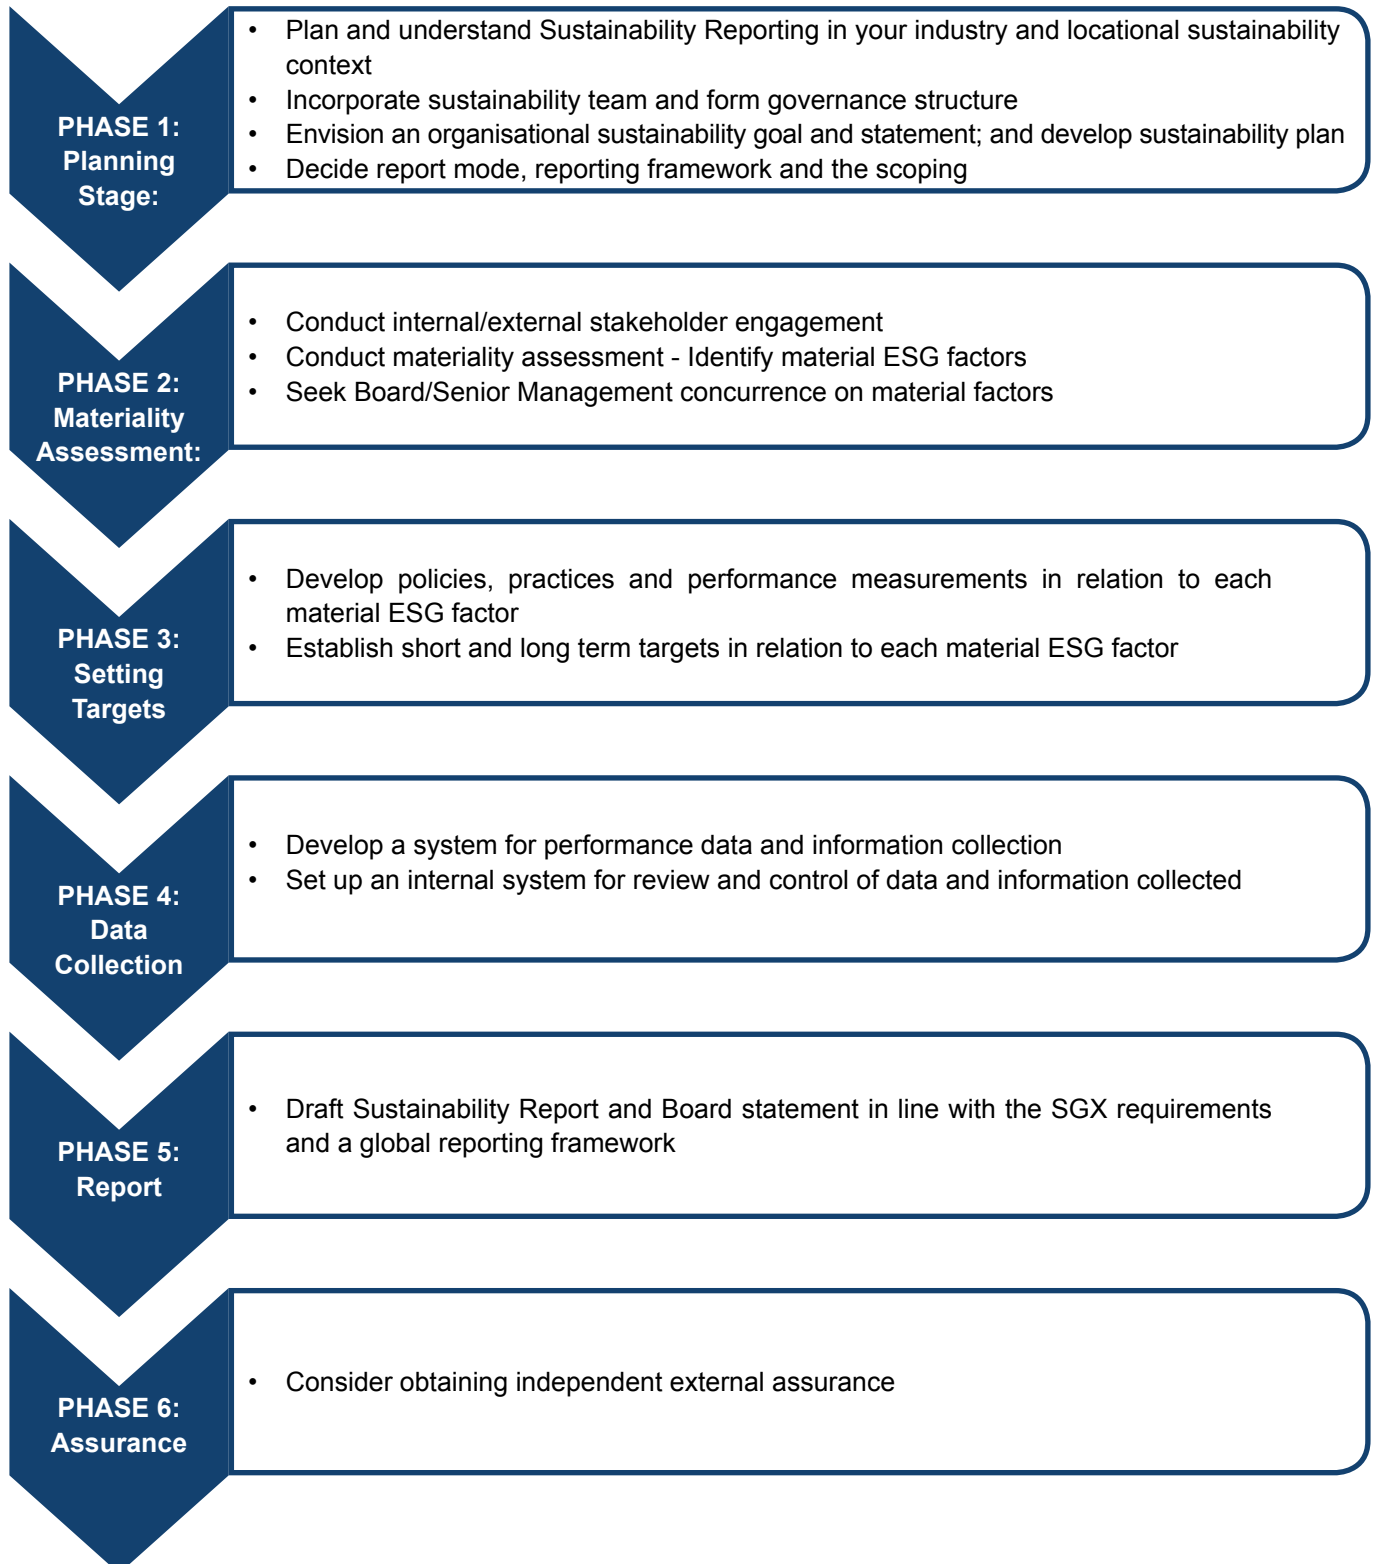 PHASE 1:
Planning
Stage:
• Plan and understand Sustainability Reporting in your industry and locational sustainability
context
• Incorporate sustainability team and form governance structure
• Envision an organisational sustainability goal and statement; and develop sustainability plan
• Decide report mode, reporting framework and the scoping
PHASE 2:
Materiality
Assessment:
• Conduct internal/external stakeholder engagement
• Conduct materiality assessment - Identify material ESG factors
• Seek Board/Senior Management concurrence on material factors
PHASE 3:
Setting
Targets
• Develop policies, practices and performance measurements in relation to each
material ESG factor
• Establish short and long term targets in relation to each material ESG factor
PHASE 4:
Data
Collection
• Develop a system for performance data and information collection
• Set up an internal system for review and control of data and information collected
PHASE 5:
Report
• Draft Sustainability Report and Board statement in line with the SGX requirements
and a global reporting framework
PHASE 6:
Assurance
• Consider obtaining independent external assurance